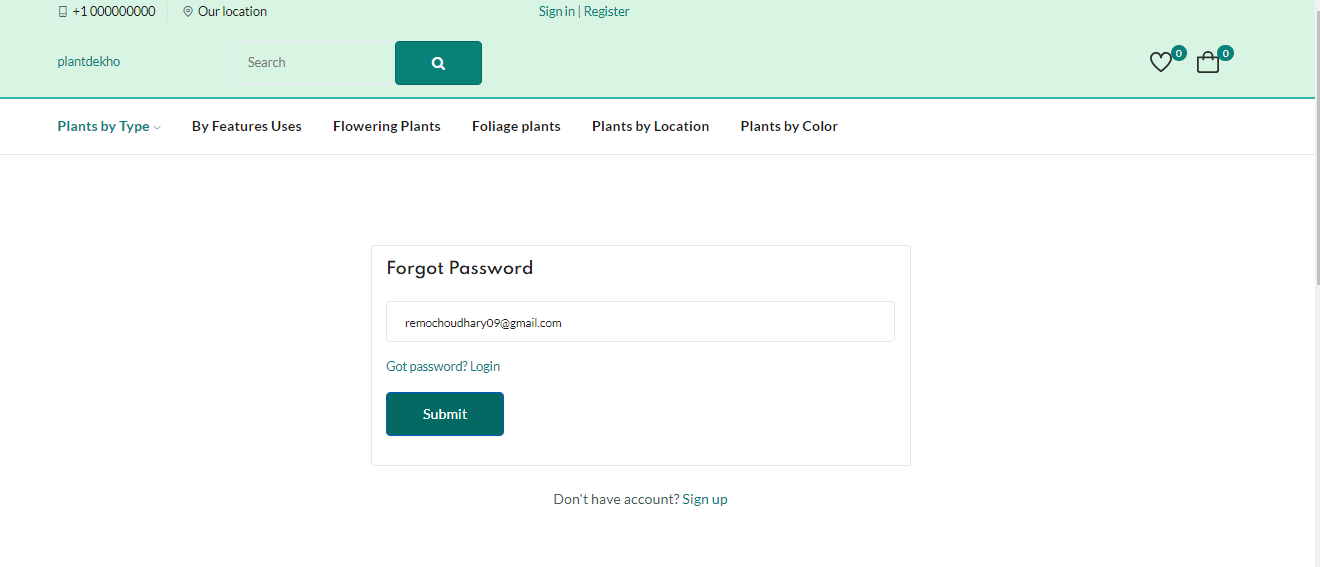 +1 000000000 Our location Sign in | Register
plantdekho Search 0 0
Plants by Type By Features Uses Flowering Plants Foliage plants Plants by Location Plants by Color
Forgot Password
remochoudhary09@gmail.com
Got password? Login
Submit
Don't have account? Sign up